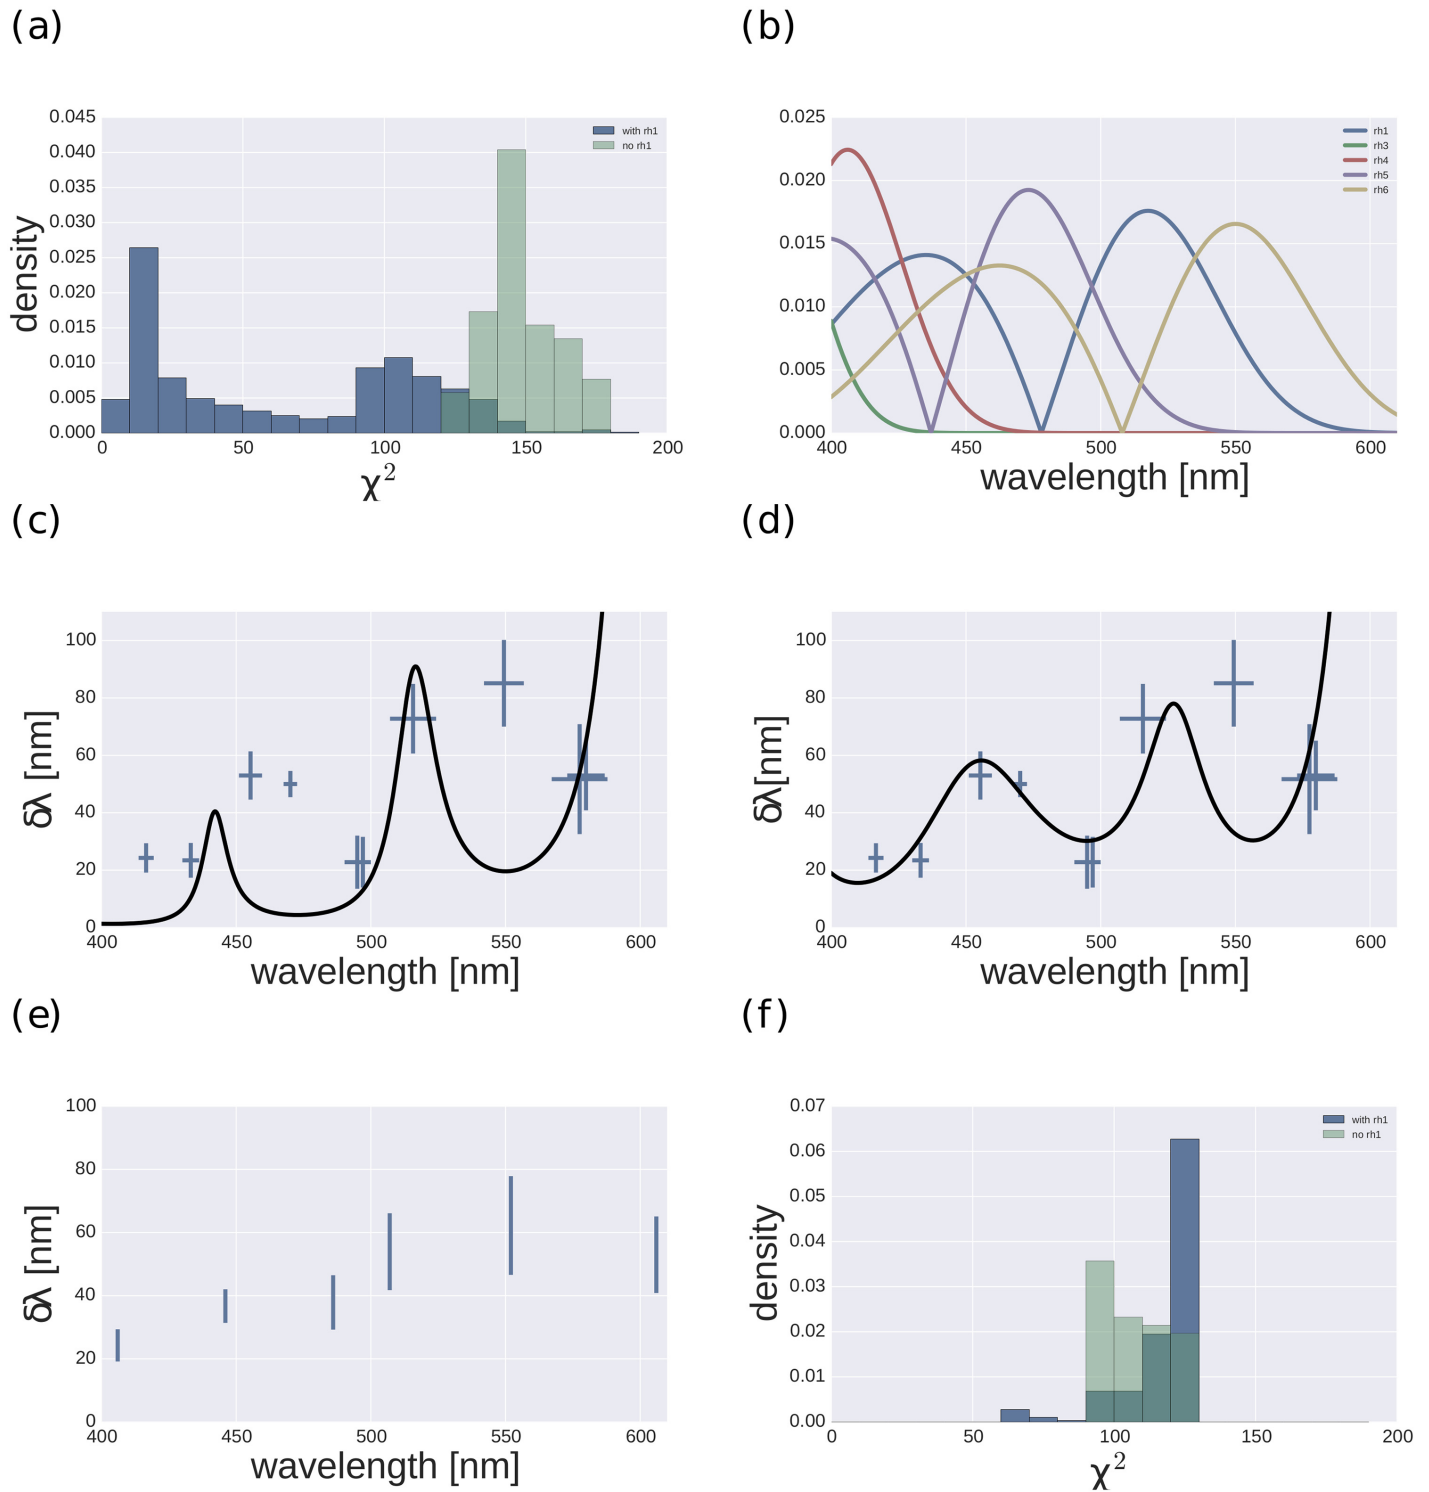 (a)
0.045
0.040
0.035
0.030
0.025
0.020
0.015
0.010
0.005
0.000
density
with rh1
no rh1
0 50 100 150 200
χ²
(b)
0.025
0.020
0.015
0.010
0.005
0.000
rh1
rh3
rh4
rh5
rh6
400 450 500 550 600
wavelength [nm]
(c)
100
80
60
40
20
0
δλ [nm]
400 450 500 550 600
wavelength [nm]
(d)
100
80
60
40
20
0
δλ[nm]
400 450 500 550 600
wavelength [nm]
(e)
100
80
60
40
20
0
δλ [nm]
400 450 500 550 600
wavelength [nm]
(f)
0.07
0.06
0.05
0.04
0.03
0.02
0.01
0.00
density
with rh1
no rh1
0 50 100 150 200
χ²